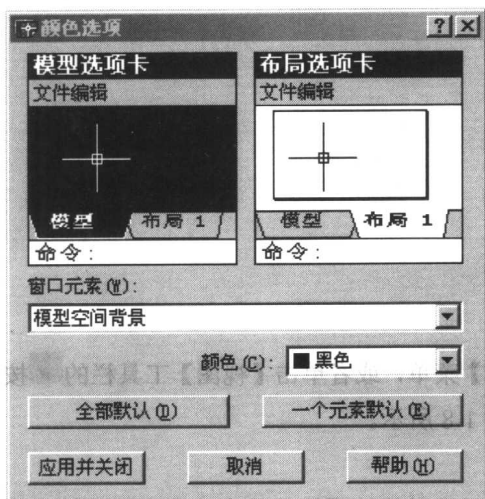 颜色选项
模型选项卡
文件编辑
模型
布局 1
命令:
布局选项卡
文件编辑
模型
布局 1
命令:
窗口元素(W):
模型空间背景
颜色(C):
黑色
全部默认(D)
一个元素默认(E)
应用并关闭
取消
帮助(H)